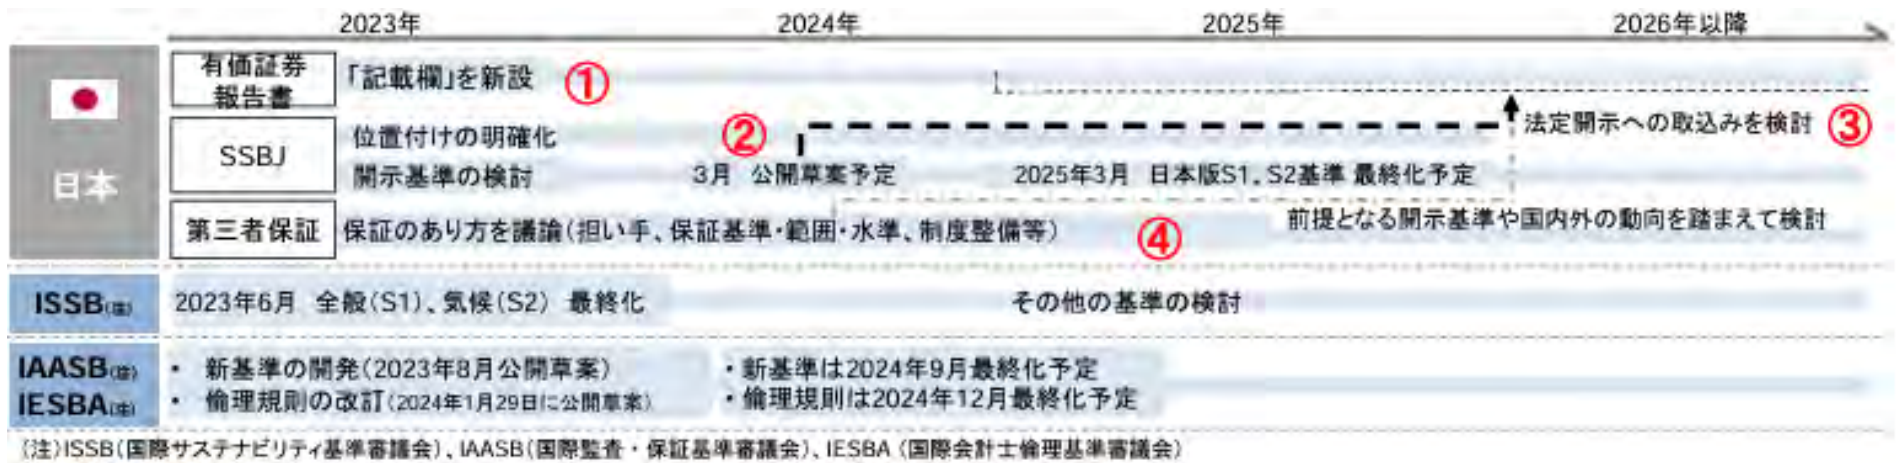 2023年 2024年 2025年 2026年以降
日本
有価証券
報告書
「記載欄」を新設 ①
SSBJ
位置付けの明確化 ②
法定開示への取込みを検討 ③
開示基準の検討 3月 公開草案予定 2025年3月 日本版S1、S2基準 最終化予定
第三者保証 保証のあり方を議論(担い手、保証基準・範囲・水準、制度整備等) ④ 前提となる開示基準や国内外の動向を踏まえて検討
ISSB(注) 2023年6月 全般(S1)、気候(S2) 最終化 その他の基準の検討
IAASB(注) ・ 新基準の開発(2023年8月公開草案) ・新基準は2024年9月最終化予定
IESBA(注) ・ 倫理規則の改訂(2024年1月29日に公開草案) ・倫理規則は2024年12月最終化予定
(注)ISSB(国際サステナビリティ基準審議会)、IAASB(国際監査・保証基準審議会)、IESBA (国際会計士倫理基準審議会)